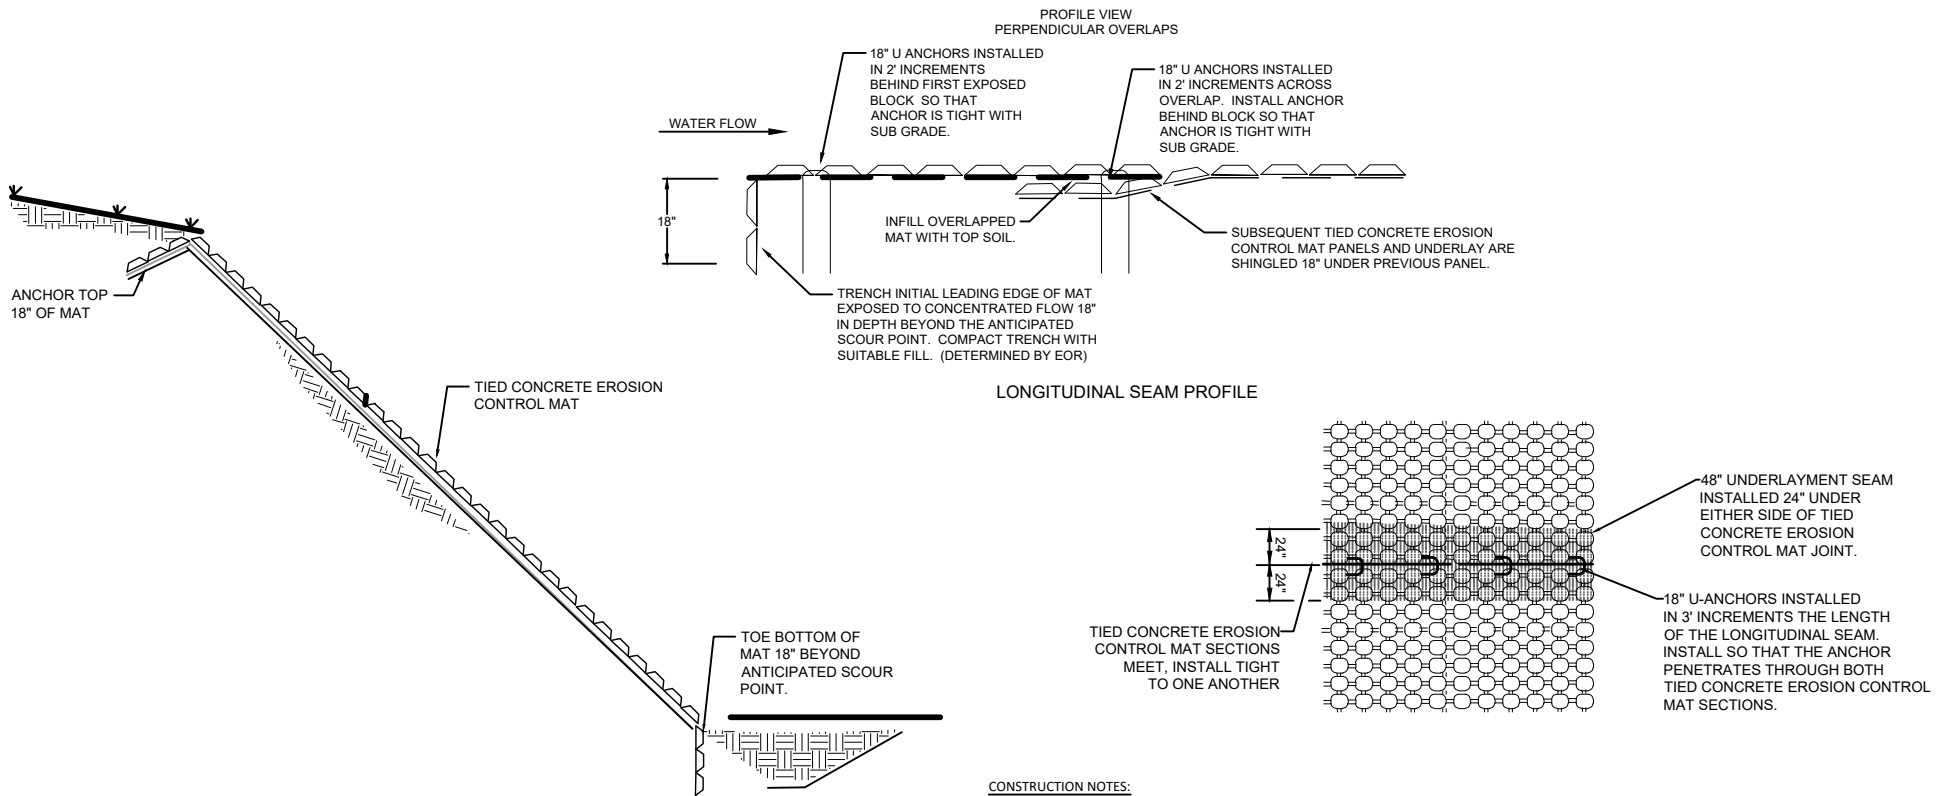 PROFILE VIEW
PERPENDICULAR OVERLAPS
18" U ANCHORS INSTALLED
IN 2' INCREMENTS
BEHIND FIRST EXPOSED
BLOCK SO THAT
ANCHOR IS TIGHT WITH
SUB GRADE.
18" U ANCHORS INSTALLED
IN 2' INCREMENTS ACROSS
OVERLAP. INSTALL ANCHOR
BEHIND BLOCK SO THAT
ANCHOR IS TIGHT WITH
SUB GRADE.
WATER FLOW
18"
INFILL OVERLAPPED
MAT WITH TOP SOIL.
SUBSEQUENT TIED CONCRETE EROSION
CONTROL MAT PANELS AND UNDERLAY ARE
SHINGLED 18" UNDER PREVIOUS PANEL.
ANCHOR TOP
18" OF MAT
TRENCH INITIAL LEADING EDGE OF MAT
EXPOSED TO CONCENTRATED FLOW 18"
IN DEPTH BEYOND THE ANTICIPATED
SCOUR POINT. COMPACT TRENCH WITH
SUITABLE FILL. (DETERMINED BY EOR)
TIED CONCRETE EROSION
CONTROL MAT
LONGITUDINAL SEAM PROFILE
48" UNDERLAYMENT SEAM
INSTALLED 24" UNDER
EITHER SIDE OF TIED
CONCRETE EROSION
CONTROL MAT JOINT.
24"
24"
TIED CONCRETE EROSION
CONTROL MAT SECTIONS
MEET, INSTALL TIGHT
TO ONE ANOTHER
18" U-ANCHORS INSTALLED
IN 3' INCREMENTS THE LENGTH
OF THE LONGITUDINAL SEAM.
INSTALL SO THAT THE ANCHOR
PENETRATES THROUGH BOTH
TIED CONCRETE EROSION CONTROL
MAT SECTIONS.
TOE BOTTOM OF
MAT 18" BEYOND
ANTICIPATED SCOUR
POINT.
CONSTRUCTION NOTES: